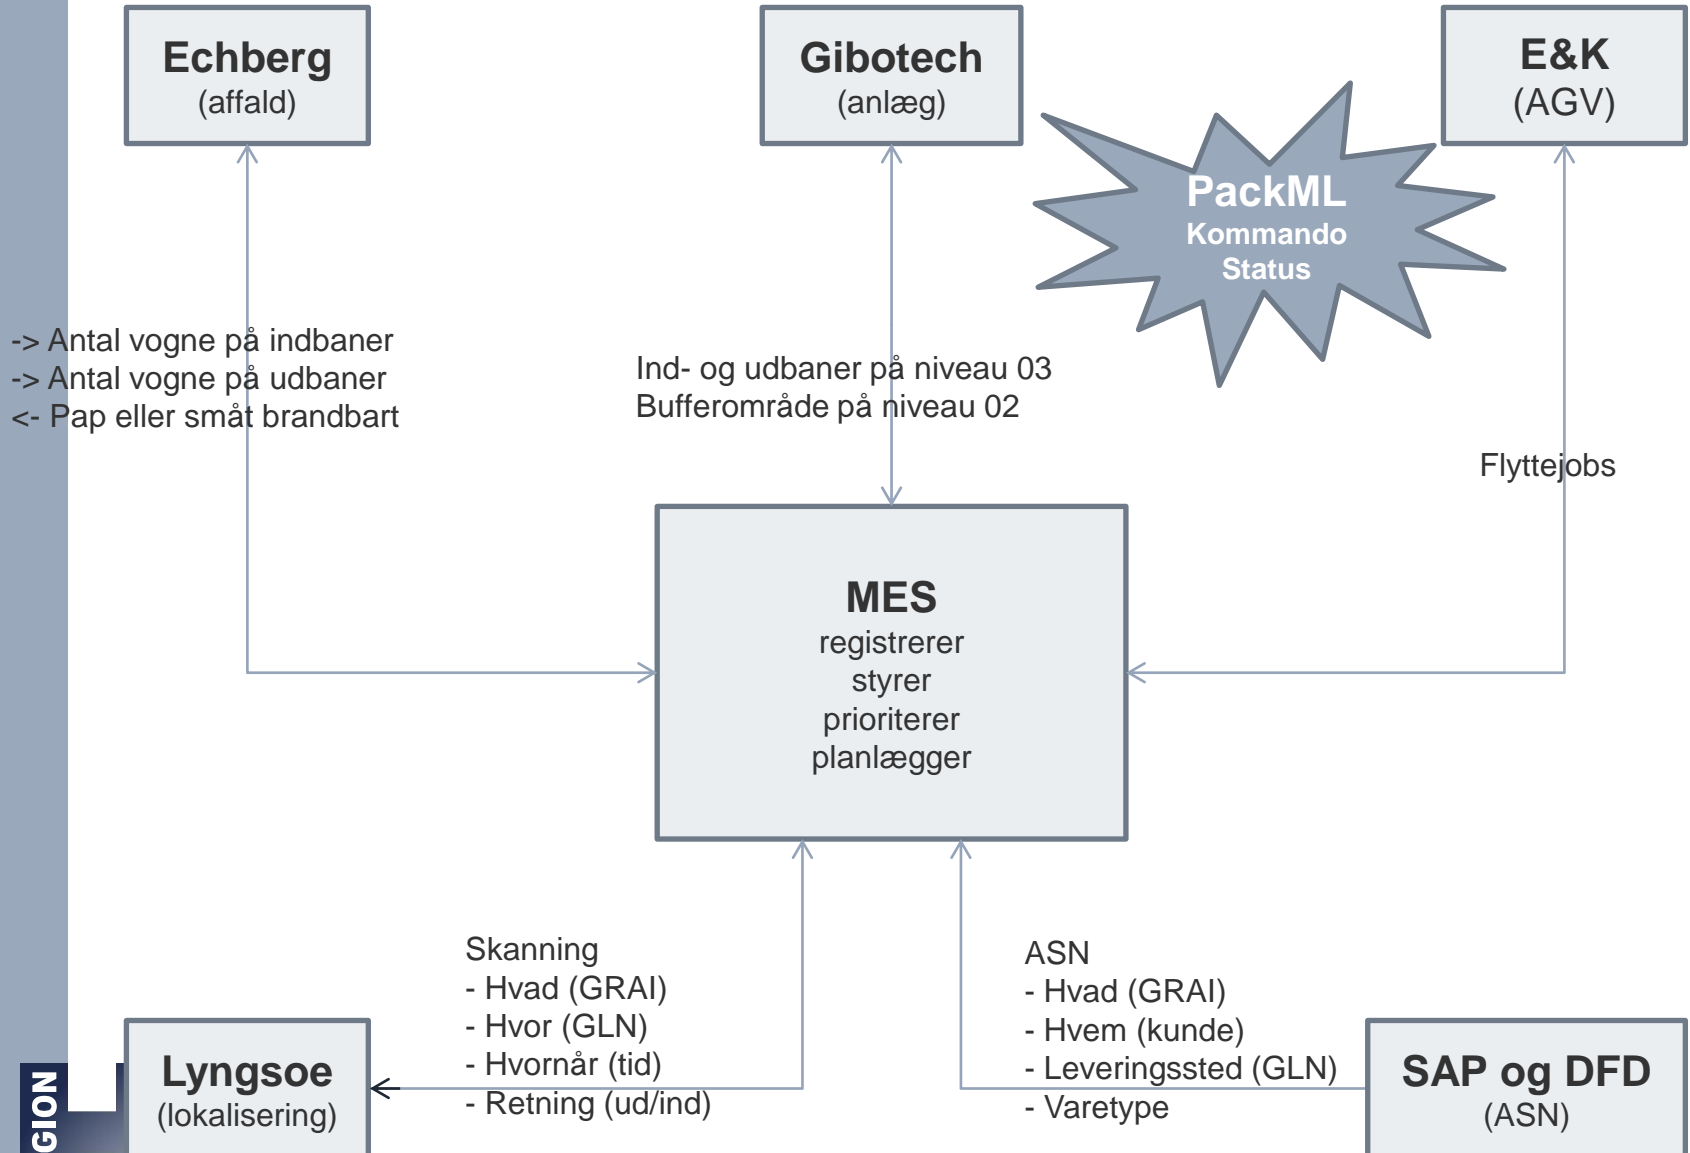 Echberg
(affald)
Gibotech
(anlæg)
E&K
(AGV)
PackML
Kommando
Status
-> Antal vogne på indbaner
-> Antal vogne på udbaner
<- Pap eller småt brandbart
Ind- og udbaner på niveau 03
Bufferområde på niveau 02
Flyttejobs
MES
registrerer
styrer
prioriterer
planlægger
Skanning
- Hvad (GRAI)
- Hvor (GLN)
- Hvornår (tid)
- Retning (ud/ind)
ASN
- Hvad (GRAI)
- Hvem (kunde)
- Leveringssted (GLN)
- Varetype
Lyngsoe
(lokalisering)
SAP og DFD
(ASN)
GION